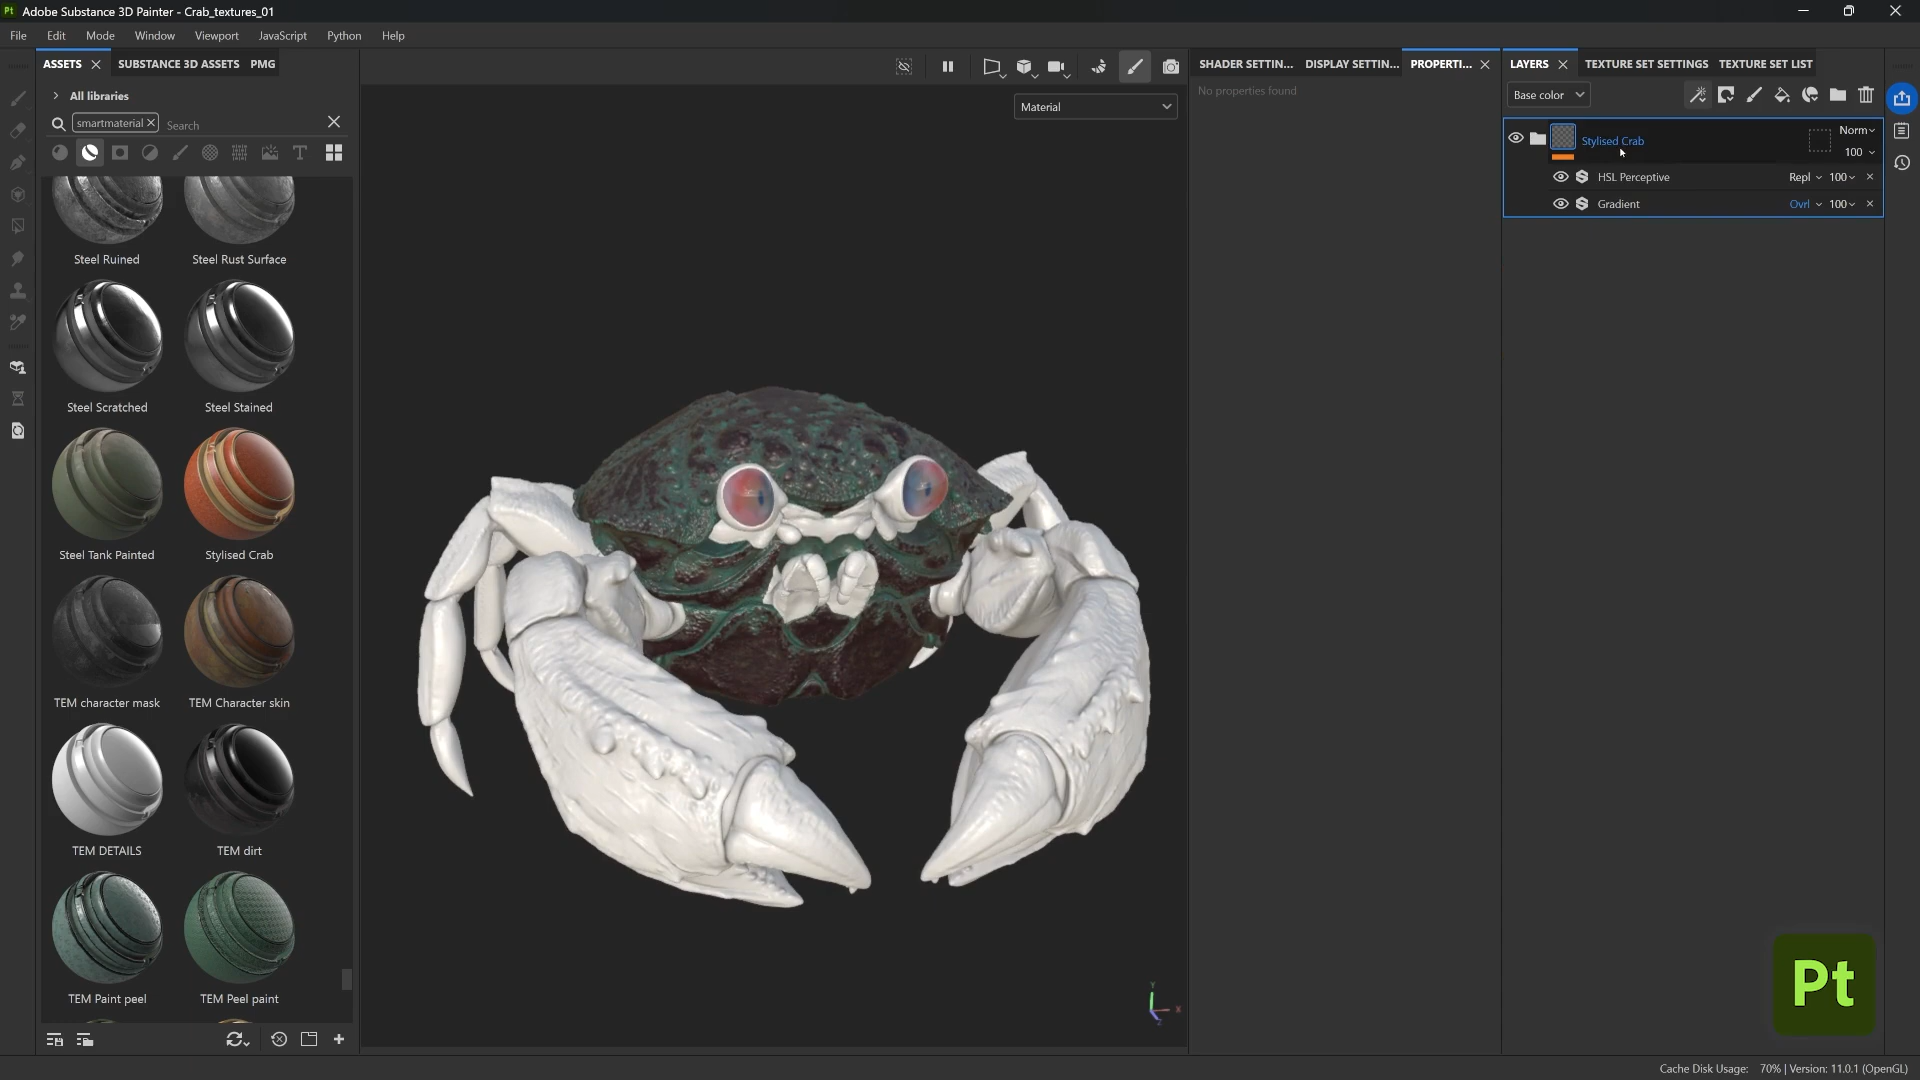 Pt Adobe Substance 3D Painter - Crab_textures_01
File Edit Mode Window Viewport JavaScript Python Help
ASSETS SUBSTANCE 3D ASSETS PMG
All libraries
smartmaterial Search
Steel Ruined Steel Rust Surface
Steel Scratched Steel Stained
Steel Tank Painted Stylised Crab
TEM character mask TEM Character skin
TEM DETAILS TEM dirt
TEM Paint peel TEM Peel paint
Material
Y
X
Z
SHADER SETTIN... DISPLAY SETTIN... PROPERTI...
No properties found
LAYERS TEXTURE SET SETTINGS TEXTURE SET LIST
Base color
Stylised Crab Norm
100
HSL Perceptive Repl 100
Gradient Ovrl 100
Pt
Cache Disk Usage: 70% | Version: 11.0.1 (OpenGL)